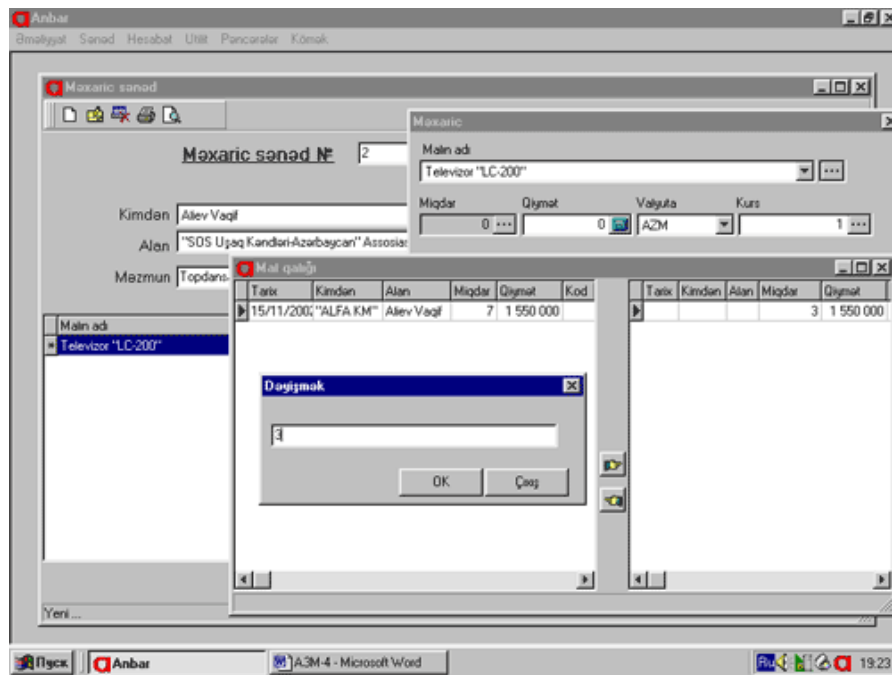 Anbar
Əməliyyat Sənəd Hesabat Utilit Pəncərələr Kömək
Məxaric sənəd
Məxaric sənəd № 2
Kimdən Aliev Vaqif
Alan "SOS Uşaq Kəndləri-Azərbaycan" Assosias
Məzmun Topdans
Malın adı
Televizor "LC-200"
Yeni ...
Məxaric
Malın adı
Televizor "LC-200"
Miqdar Qiymət Valyuta Kurs
0 0 AZM 1
Mal qalığı
Tarix Kimdən Alan Miqdar Qiymət Kod
15/11/200 "ALFA KM" Aliev Vaqif 7 1 550 000
Tarix Kimdən Alan Miqdar Qiymət
3 1 550 000
Dəyişmək
3
OK Çıxış
Пуск Anbar A3M-4 - Microsoft Word Ru 19:23